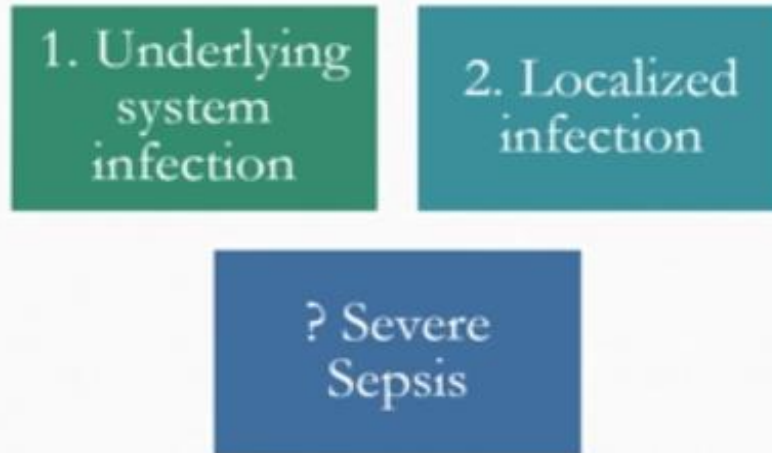 1. Underlying
system
infection
2. Localized
infection
? Severe
Sepsis